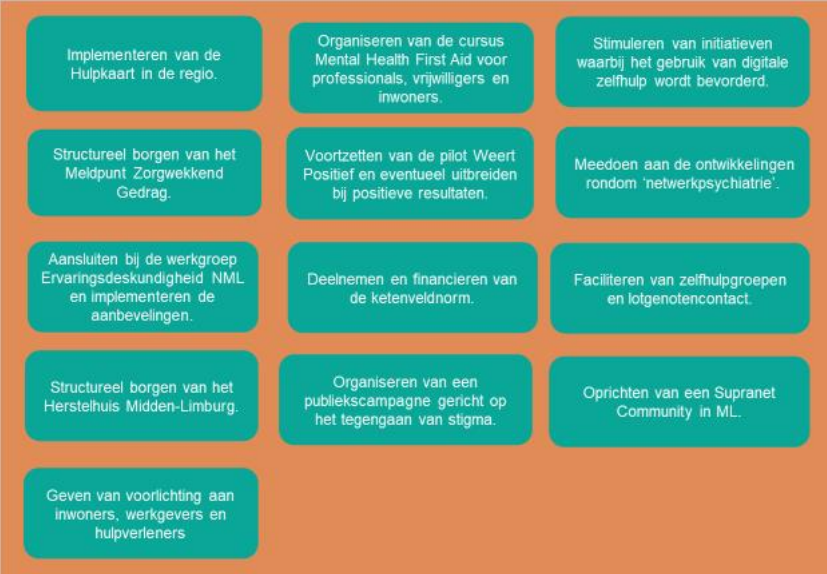 Implementeren van de
Hulpkaart in de regio.
Organiseren van de cursus
Mental Health First Aid voor
professionals, vrijwilligers en
inwoners.
Stimuleren van initiatieven
waarbij het gebruik van digitale
zelfhulp wordt bevorderd.
Structureel borgen van het
Meldpunt Zorgwekkend
Gedrag.
Voortzetten van de pilot Weert
Positief en eventueel uitbreiden
bij positieve resultaten.
Meedoen aan de ontwikkelingen
rondom ‘netwerkpsychiatrie’.
Aansluiten bij de werkgroep
Ervaringsdeskundigheid NML
en implementeren de
aanbevelingen.
Deelnemen en financieren van
de ketenveldnorm.
Faciliteren van zelfhulpgroepen
en lotgenotencontact.
Structureel borgen van het
Herstelhuis Midden-Limburg.
Organiseren van een
publiekscampagne gericht op
het tegengaan van stigma.
Oprichten van een Supranet
Community in ML.
Geven van voorlichting aan
inwoners, werkgevers en
hulpverleners